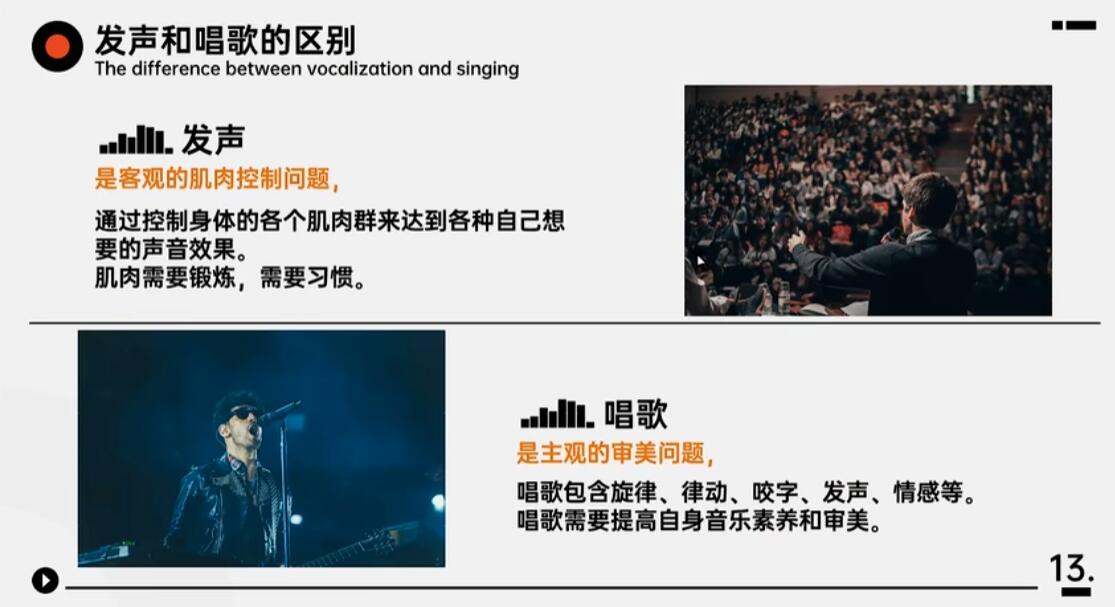 发声和唱歌的区别
The difference between vocalization and singing
发声
是客观的肌肉控制问题，
通过控制身体的各个肌肉群来达到各种自己想
要的声音效果。
肌肉需要锻炼，需要习惯。
唱歌
是主观的审美问题，
唱歌包含旋律、律动、咬字、发声、情感等。
唱歌需要提高自身音乐素养和审美。
13.